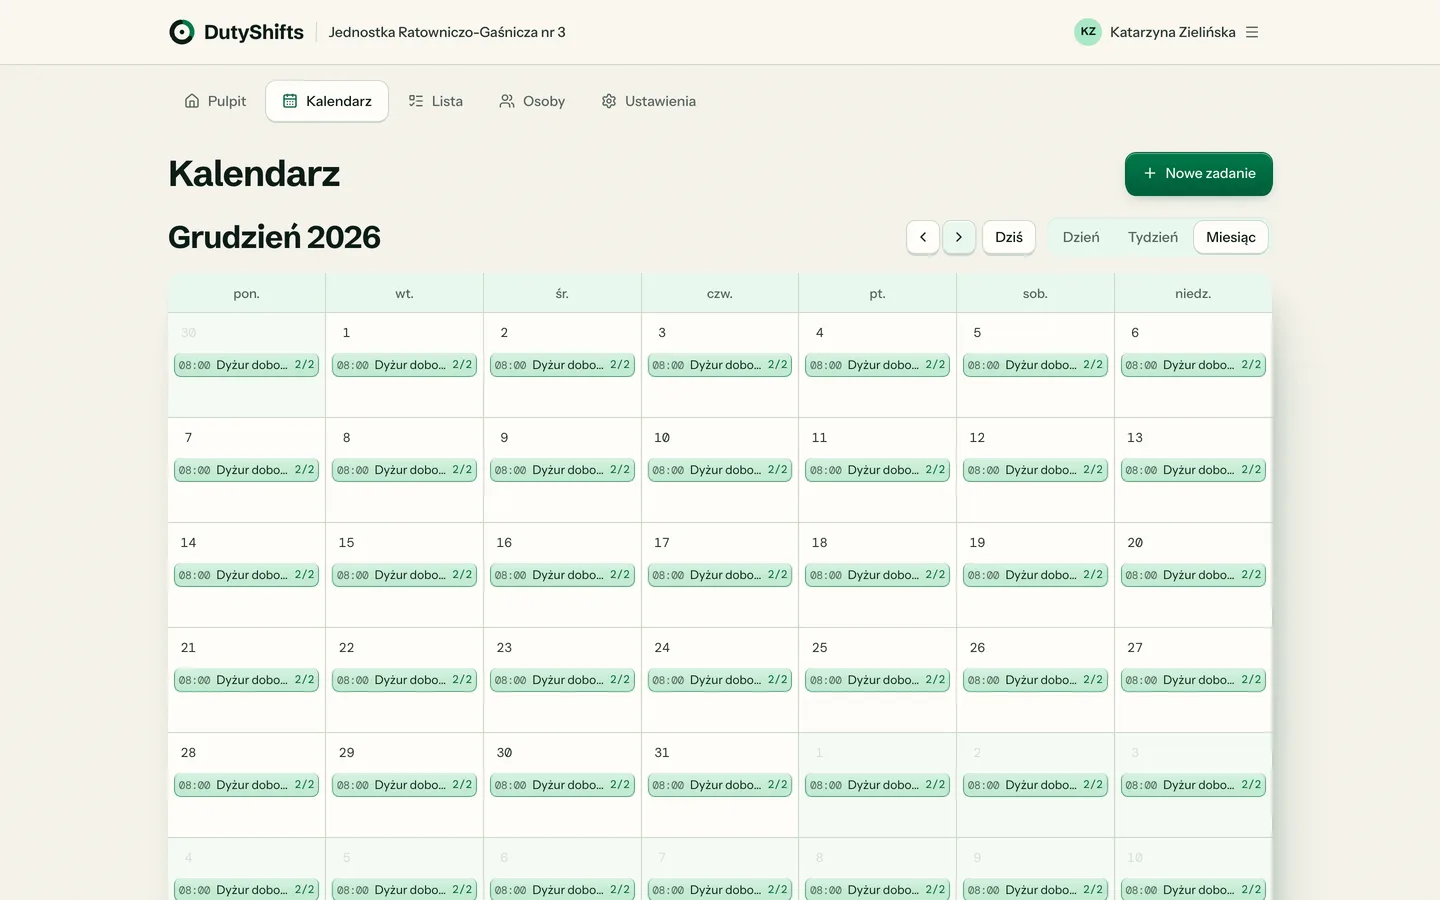 DutyShifts Jednostka Ratowniczo-Gaśnicza nr 3 KZ Katarzyna Zielińska
Pulpit Kalendarz Lista Osoby Ustawienia
Kalendarz + Nowe zadanie
Grudzień 2026 Dziś Dzień Tydzień Miesiąc
pon. wt. śr. czw. pt. sob. niedz.
30 1 2 3 4 5 6
08:00 Dyżur dobo... 2/2 08:00 Dyżur dobo... 2/2 08:00 Dyżur dobo... 2/2 08:00 Dyżur dobo... 2/2 08:00 Dyżur dobo... 2/2 08:00 Dyżur dobo... 2/2 08:00 Dyżur dobo... 2/2
7 8 9 10 11 12 13
08:00 Dyżur dobo... 2/2 08:00 Dyżur dobo... 2/2 08:00 Dyżur dobo... 2/2 08:00 Dyżur dobo... 2/2 08:00 Dyżur dobo... 2/2 08:00 Dyżur dobo... 2/2 08:00 Dyżur dobo... 2/2
14 15 16 17 18 19 20
08:00 Dyżur dobo... 2/2 08:00 Dyżur dobo... 2/2 08:00 Dyżur dobo... 2/2 08:00 Dyżur dobo... 2/2 08:00 Dyżur dobo... 2/2 08:00 Dyżur dobo... 2/2 08:00 Dyżur dobo... 2/2
21 22 23 24 25 26 27
08:00 Dyżur dobo... 2/2 08:00 Dyżur dobo... 2/2 08:00 Dyżur dobo... 2/2 08:00 Dyżur dobo... 2/2 08:00 Dyżur dobo... 2/2 08:00 Dyżur dobo... 2/2 08:00 Dyżur dobo... 2/2
28 29 30 31 1 2 3
08:00 Dyżur dobo... 2/2 08:00 Dyżur dobo... 2/2 08:00 Dyżur dobo... 2/2 08:00 Dyżur dobo... 2/2 08:00 Dyżur dobo... 2/2 08:00 Dyżur dobo... 2/2 08:00 Dyżur dobo... 2/2
4 5 6 7 8 9 10
08:00 Dyżur dobo... 2/2 08:00 Dyżur dobo... 2/2 08:00 Dyżur dobo... 2/2 08:00 Dyżur dobo... 2/2 08:00 Dyżur dobo... 2/2 08:00 Dyżur dobo... 2/2 08:00 Dyżur dobo... 2/2